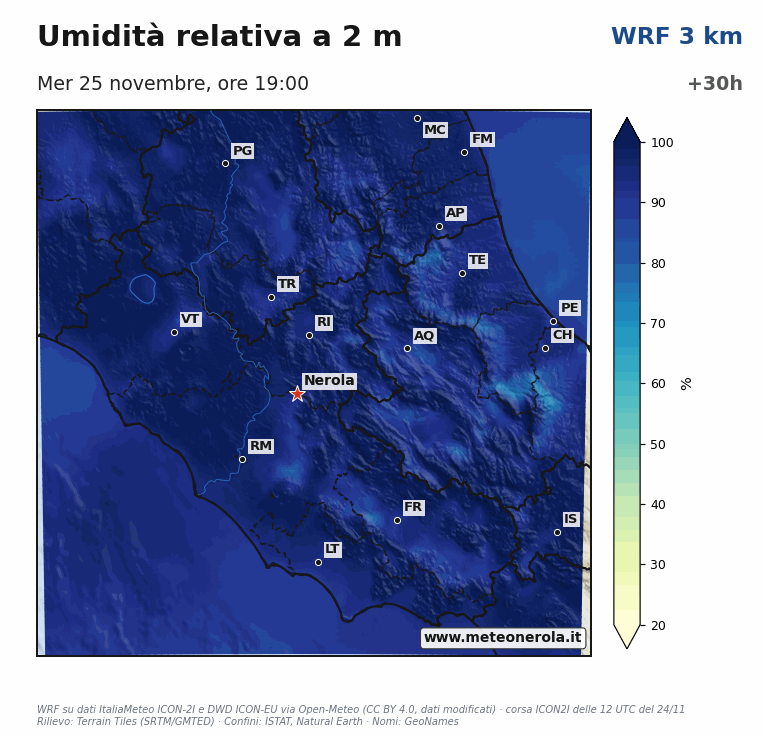 Umidità relativa a 2 m
WRF 3 km
Mer 25 novembre, ore 19:00
+30h
MC
FM
PG
AP
TE
TR
PE
VT
RI
AQ
CH
Nerola
RM
FR
IS
LT
www.meteonerola.it
100
90
80
70
60
50
40
30
20
%
WRF su dati ItaliaMeteo ICON-2I e DWD ICON-EU via Open-Meteo (CC BY 4.0, dati modificati) · corsa ICON2I delle 12 UTC del 24/11
Rilievo: Terrain Tiles (SRTM/GMTED) · Confini: ISTAT, Natural Earth · Nomi: GeoNames